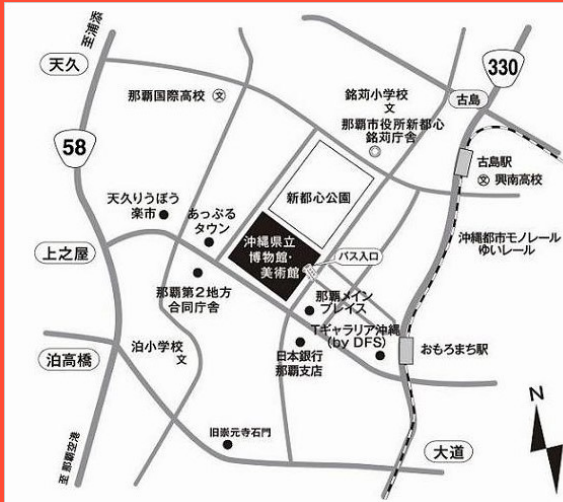 至浦添
天久
330
那覇国際高校 文
銘苅小学校
文
古島
那覇市役所新都心
銘苅庁舎
58
古島駅
文 興南高校
新都心公園
天久りうぼう
楽市
あっぷる
タウン
沖縄県立
博物館・
美術館
バス入口
沖縄都市モノレール
ゆいレール
上之屋
那覇第2地方
合同庁舎
那覇メイン
プレイス
Tギャラリア沖縄
(by DFS)
泊高橋
泊小学校
文
日本銀行
那覇支店
おもろまち駅
N
旧崇元寺石門
大道
至 那覇空港